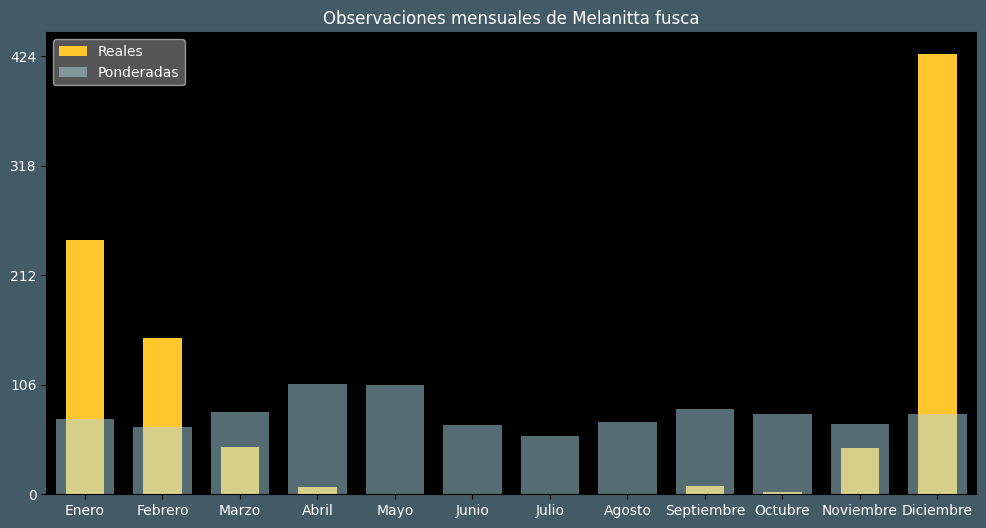 Observaciones mensuales de Melanitta fusca
Reales
Ponderadas
424
318
212
106
0
Enero Febrero Marzo Abril Mayo Junio Julio Agosto Septiembre Octubre Noviembre Diciembre